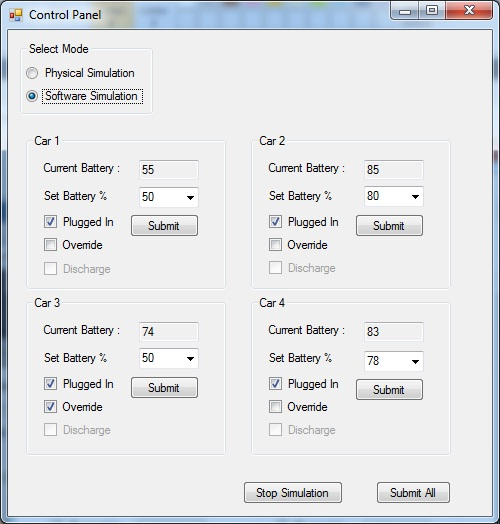 Control Panel
Select Mode
Physical Simulation
Software Simulation
Car 1
Current Battery : 55
Set Battery % 50
Plugged In Submit
Override
Discharge
Car 2
Current Battery : 85
Set Battery % 80
Plugged In Submit
Override
Discharge
Car 3
Current Battery : 74
Set Battery % 50
Plugged In Submit
Override
Discharge
Car 4
Current Battery : 83
Set Battery % 78
Plugged In Submit
Override
Discharge
Stop Simulation Submit All